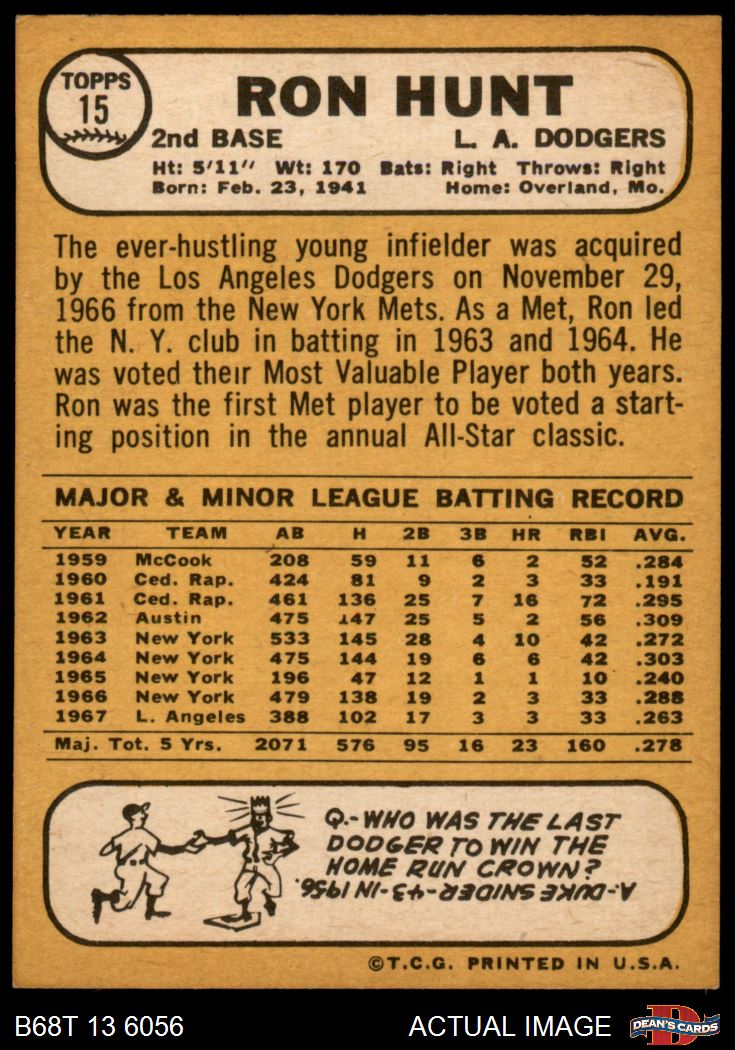 TOPPS
15
RON HUNT
2nd BASE L. A. DODGERS
Ht: 5'11" Wt: 170 Bats: Right Throws: Right
Born: Feb. 23, 1941 Home: Overland, Mo.
The ever-hustling young infielder was acquired
by the Los Angeles Dodgers on November 29,
1966 from the New York Mets. As a Met, Ron led
the N. Y. club in batting in 1963 and 1964. He
was voted their Most Valuable Player both years.
Ron was the first Met player to be voted a start-
ing position in the annual All-Star classic.
MAJOR & MINOR LEAGUE BATTING RECORD
YEAR TEAM AB H 2B 3B HR RBI AVG.
1959 McCook 208 59 11 6 2 52 .284
1960 Ced. Rap. 424 81 9 2 3 33 .191
1961 Ced. Rap. 461 136 25 7 16 72 .295
1962 Austin 475 147 25 5 2 56 .309
1963 New York 533 145 28 4 10 42 .272
1964 New York 475 144 19 6 6 42 .303
1965 New York 196 47 12 1 1 10 .240
1966 New York 479 138 19 2 3 33 .288
1967 L. Angeles 388 102 17 3 3 33 .263
Maj. Tot. 5 Yrs. 2071 576 95 16 23 160 .278
Q.-WHO WAS THE LAST
DODGER TO WIN THE
HOME RUN CROWN?
A-DUKE SNIDER-43-IN 1956.
©T.C.G. PRINTED IN U.S.A.
B68T 13 6056 ACTUAL IMAGE
D
DEAN'S CARDS